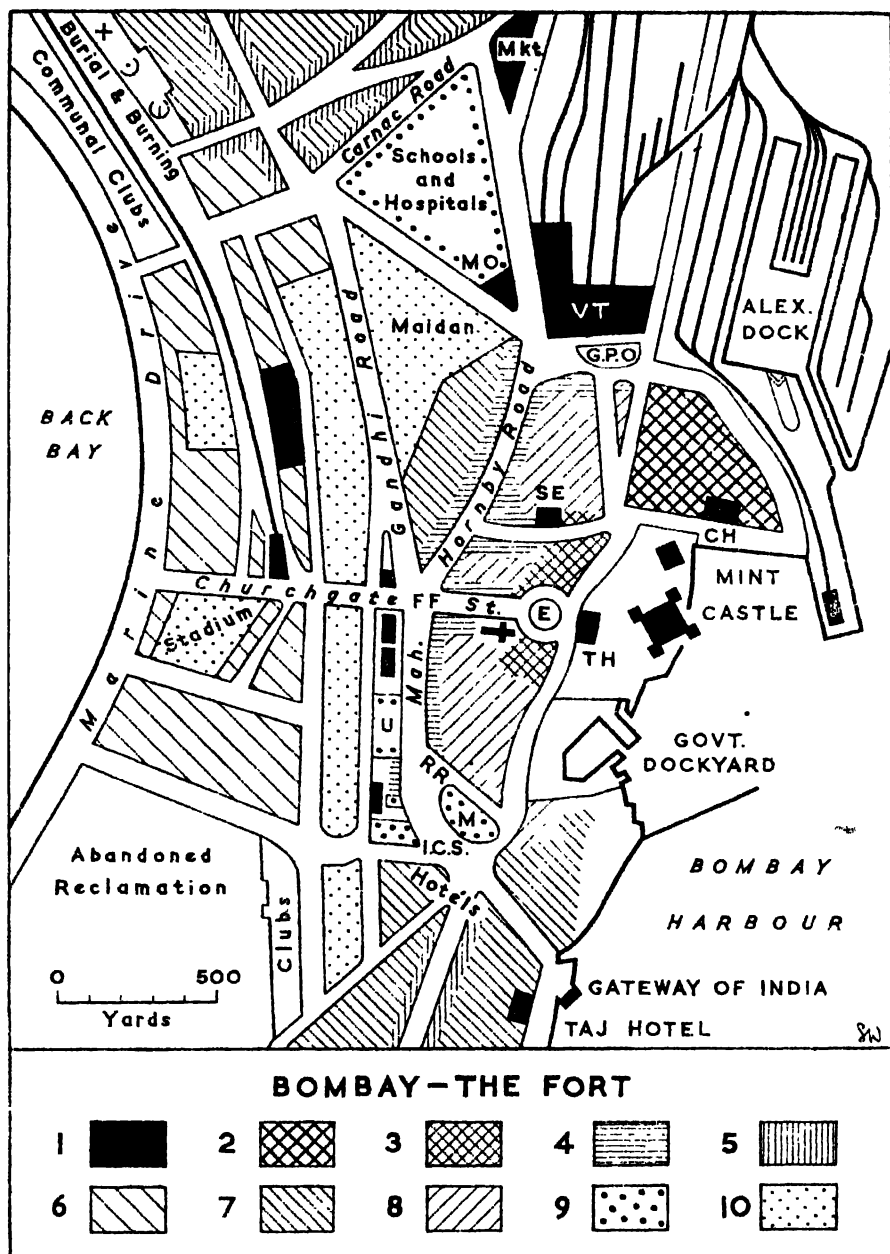 Mkt.
Burial & Burning
Communal Clubs
Carnac Road
Schools
and
Hospitals
MO
VT
G.P.O
ALEX.
DOCK
Maidan
Gandhi Road
Hornby Road
BACK
BAY
Marine Drive
SE
CH
MINT
CASTLE
Churchgate St.
FF
E
TH
Stadium
Mah.
U
GOVT.
DOCKYARD
RR
M
I.C.S.
Hotels
Abandoned
Reclamation
Clubs
BOMBAY
HARBOUR
0 500
Yards
GATEWAY OF INDIA
TAJ HOTEL
SW
BOMBAY—THE FORT
1 2 3 4 5
6 7 8 9 10